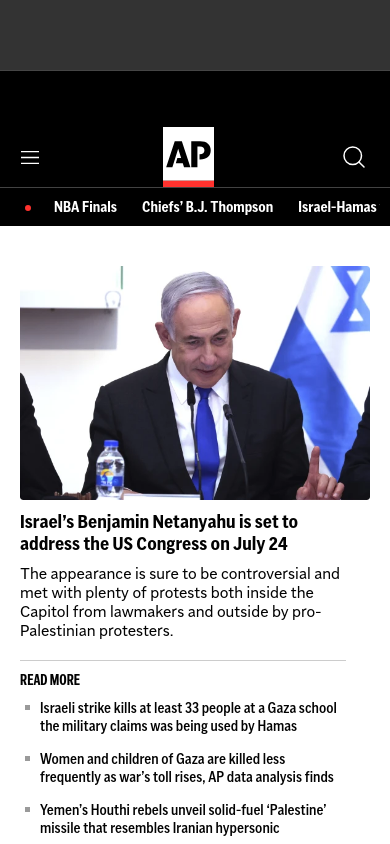 AP
NBA Finals
Chiefs’ B.J. Thompson
Israel-Hamas
Israel’s Benjamin Netanyahu is set to
address the US Congress on July 24
The appearance is sure to be controversial and
met with plenty of protests both inside the
Capitol from lawmakers and outside by pro-
Palestinian protesters.
READ MORE
Israeli strike kills at least 33 people at a Gaza school
the military claims was being used by Hamas
Women and children of Gaza are killed less
frequently as war’s toll rises, AP data analysis finds
Yemen’s Houthi rebels unveil solid-fuel ‘Palestine’
missile that resembles Iranian hypersonic